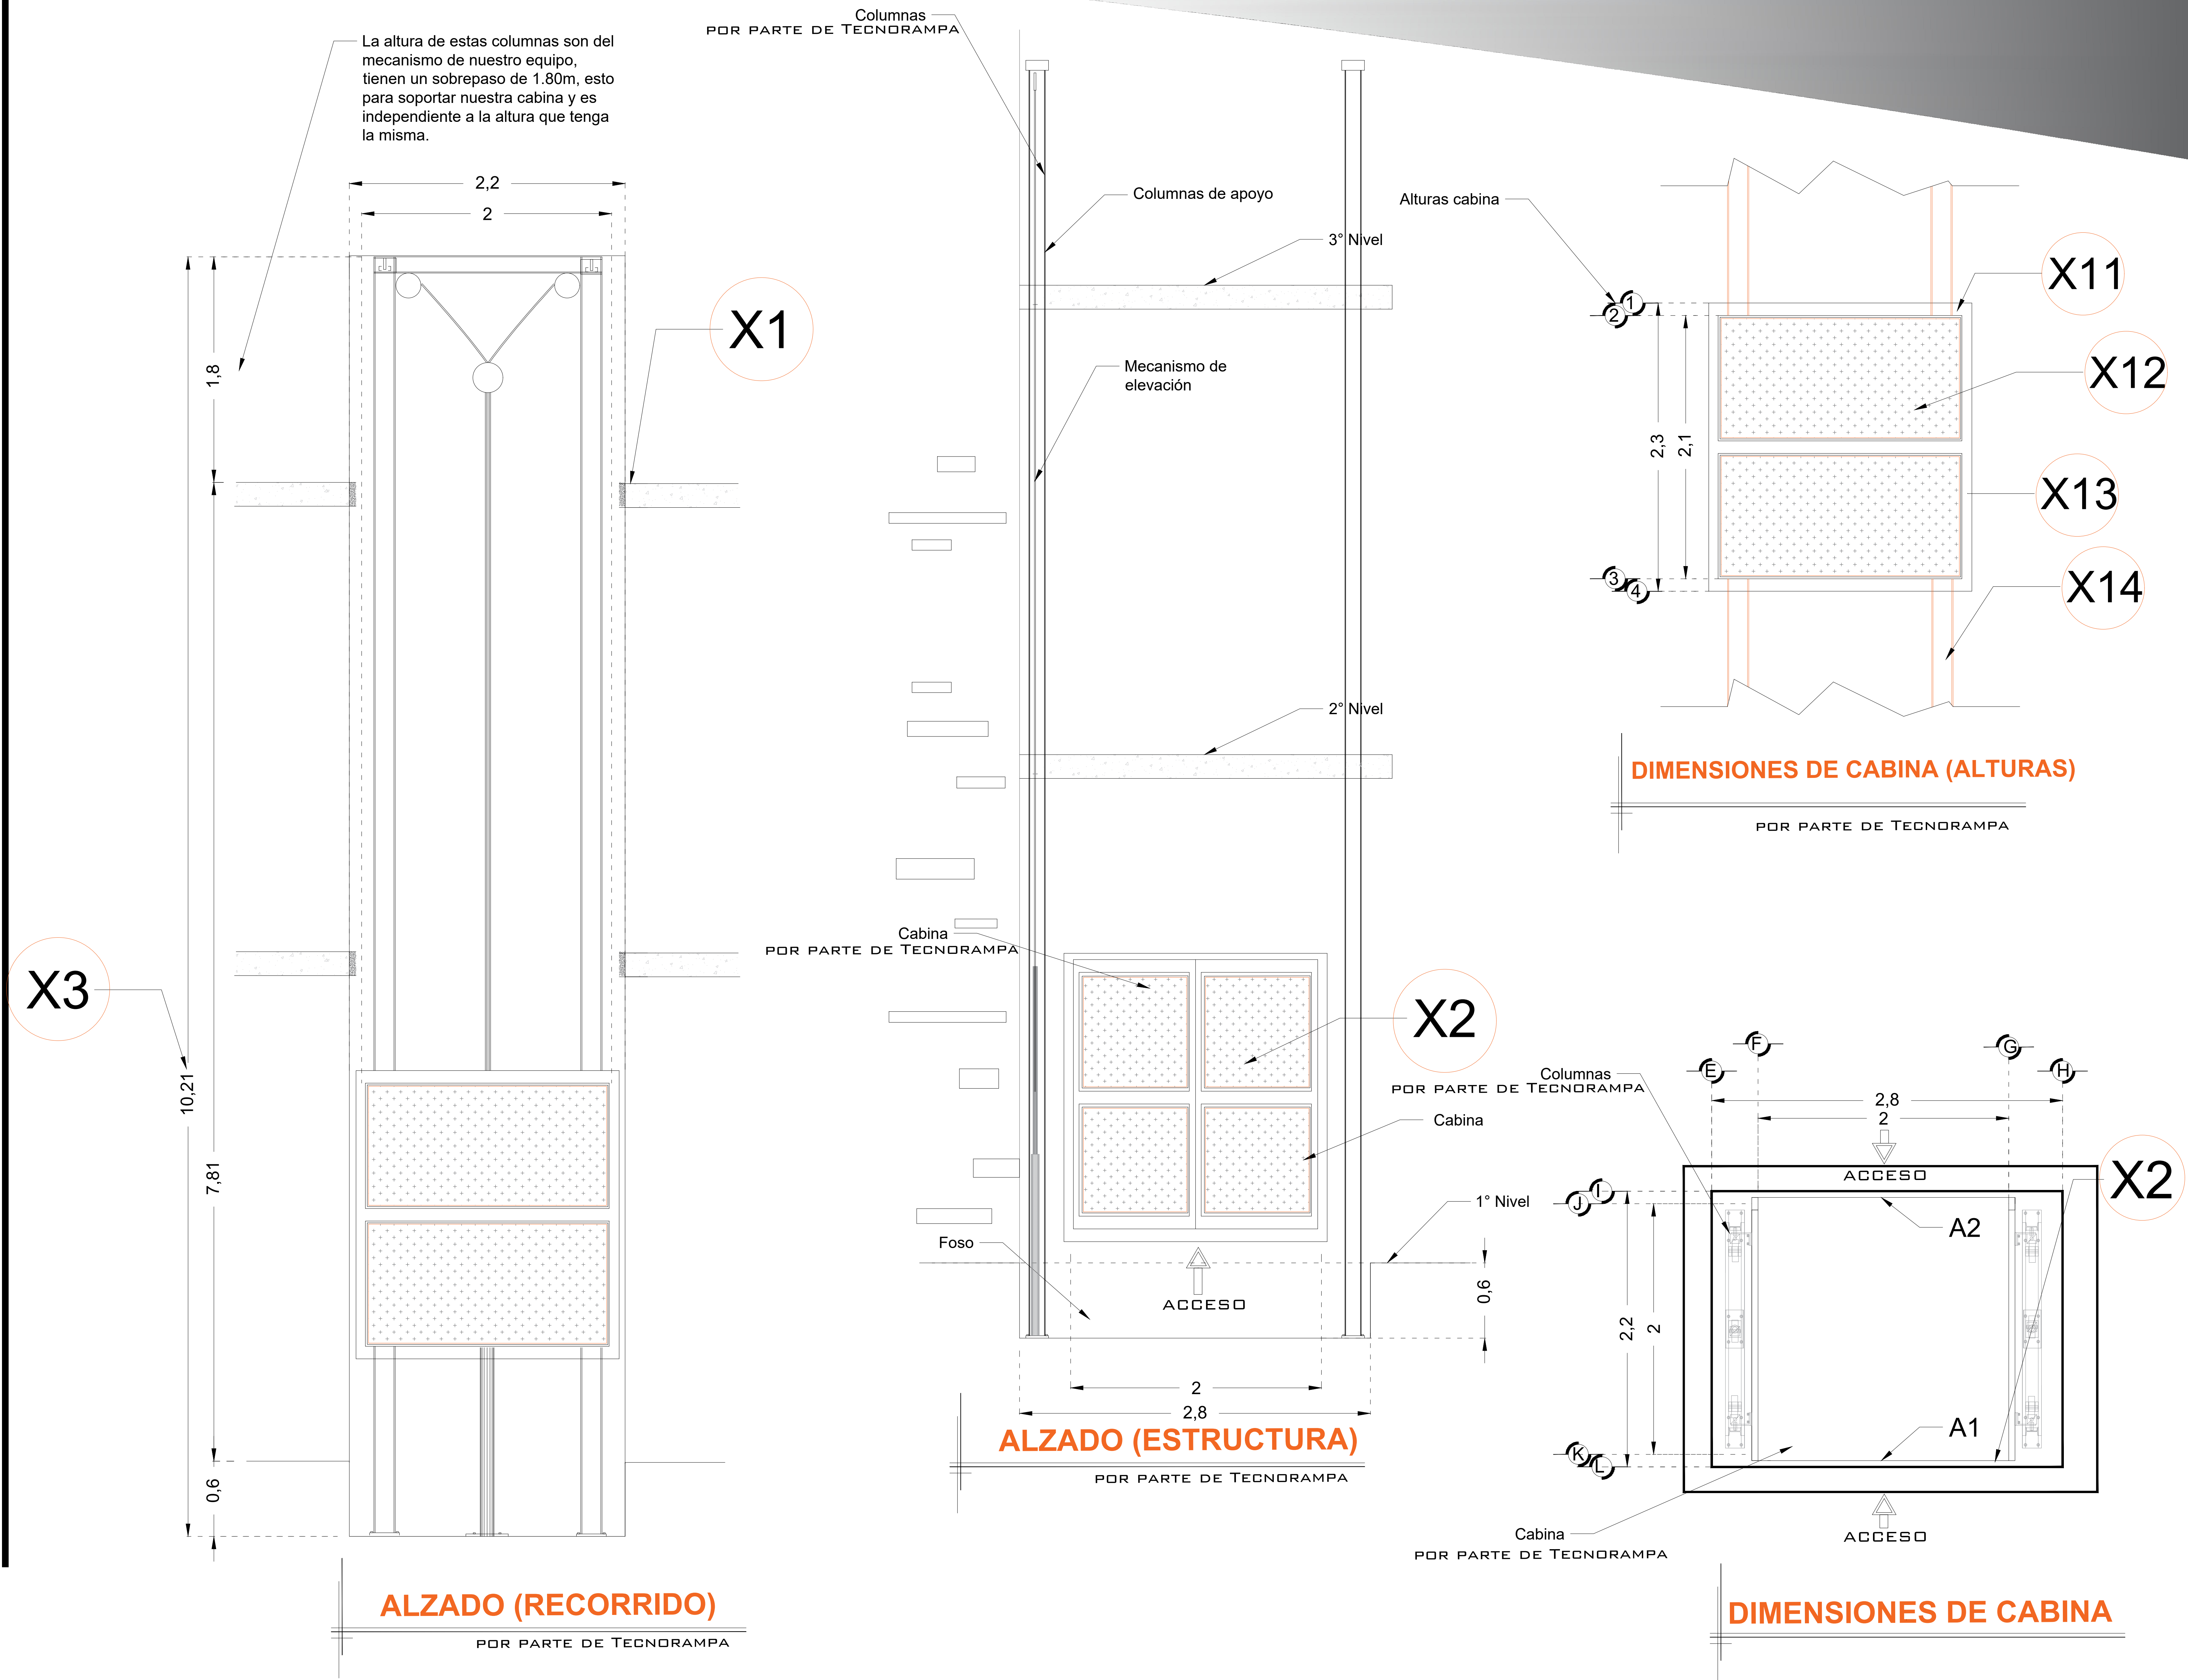 La altura de estas columnas son del
mecanismo de nuestro equipo,
tienen un sobrepaso de 1.80m, esto
para soportar nuestra cabina y es
independiente a la altura que tenga
la misma.
2,2
2
1,8
X1
X3
10,21
7,81
0,6
ALZADO (RECORRIDO)
POR PARTE DE TECNORAMPA
Columnas
POR PARTE DE TECNORAMPA
Columnas de apoyo
3° Nivel
Mecanismo de
elevación
2° Nivel
Cabina
POR PARTE DE TECNORAMPA
X2
Cabina
1° Nivel
Foso
ACCESO
0,6
2
2,8
ALZADO (ESTRUCTURA)
POR PARTE DE TECNORAMPA
Alturas cabina
1
2
3
4
2,3
2,1
X11
X12
X13
X14
DIMENSIONES DE CABINA (ALTURAS)
POR PARTE DE TECNORAMPA
F
G
E
H
Columnas
POR PARTE DE TECNORAMPA
2,8
2
ACCESO
X2
I
J
A2
2,2
2
A1
K
L
Cabina
POR PARTE DE TECNORAMPA
ACCESO
DIMENSIONES DE CABINA